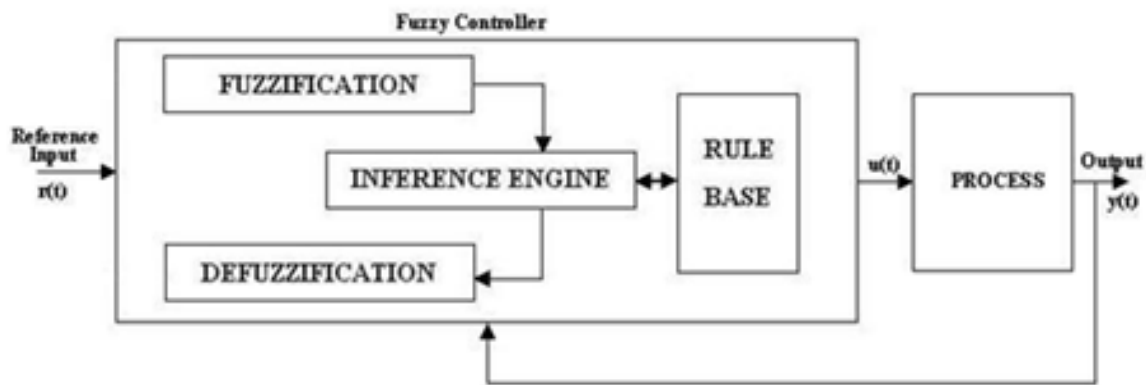 Fuzzy Controller
FUZZIFICATION
Reference
Input
r(t)
INFERENCE ENGINE
RULE
BASE
DEFUZZIFICATION
u(t)
PROCESS
Output
y(t)